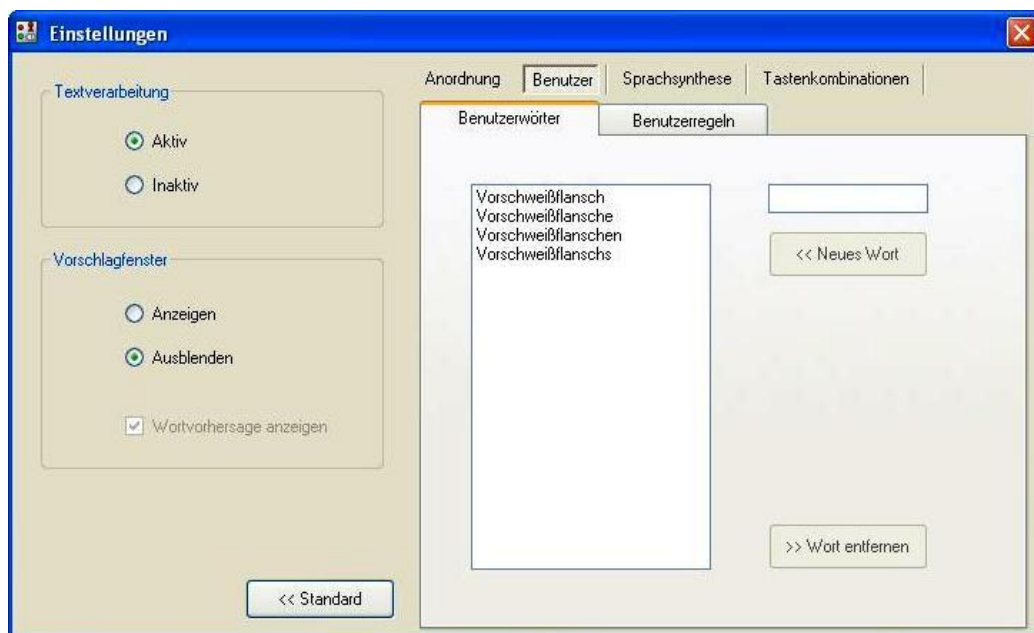 Einstellungen
Textverarbeitung
Aktiv
Inaktiv
Vorschlagfenster
Anzeigen
Ausblenden
Wortvorhersage anzeigen
<< Standard
Anordnung Benutzer Sprachsynthese Tastenkombinationen
Benutzerwörter Benutzerregeln
Vorschweißflansch
Vorschweißflansche
Vorschweißflanschen
Vorschweißflanschs
<< Neues Wort
>> Wort entfernen